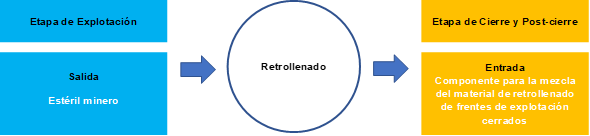 Etapa de Explotación
Salida
Estéril minero
Retrollenado
Etapa de Cierre y Post-cierre
Entrada
Componente para la mezcla
del material de retrollenado
de frentes de explotación
cerrados